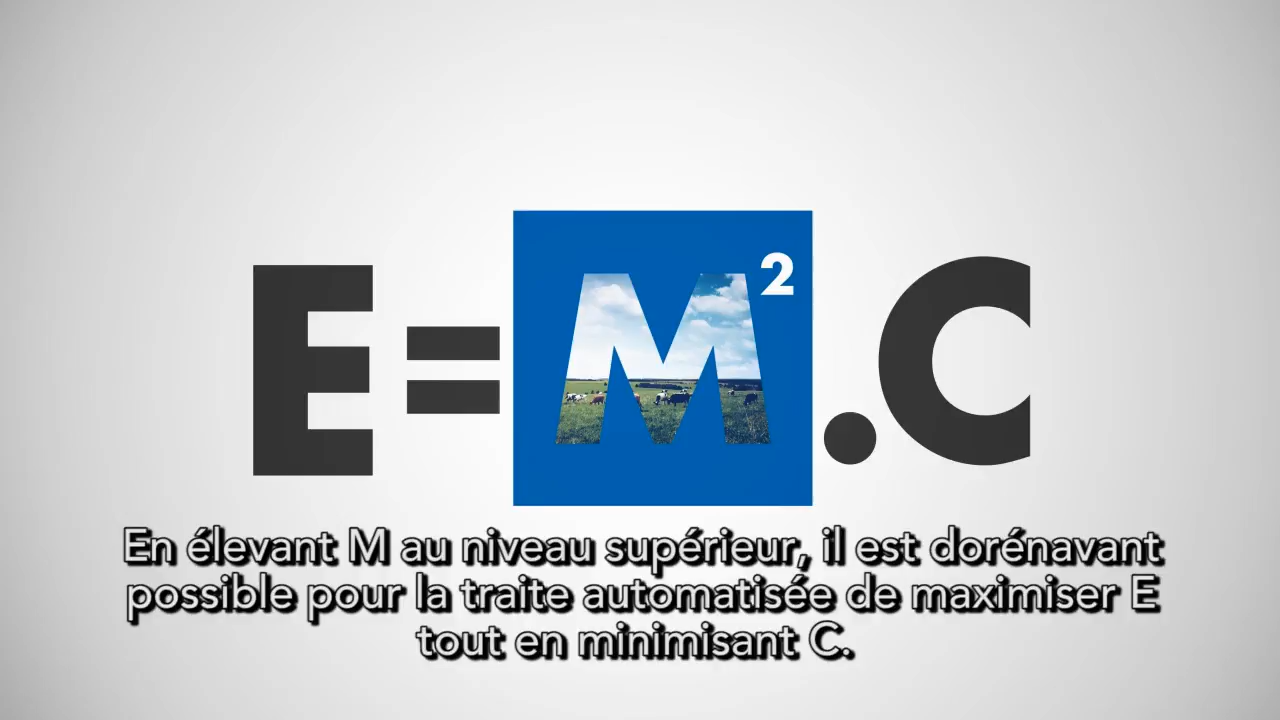 E=M².C
En élevant M au niveau supérieur, il est dorénavant
possible pour la traite automatisée de maximiser E
tout en minimisant C.